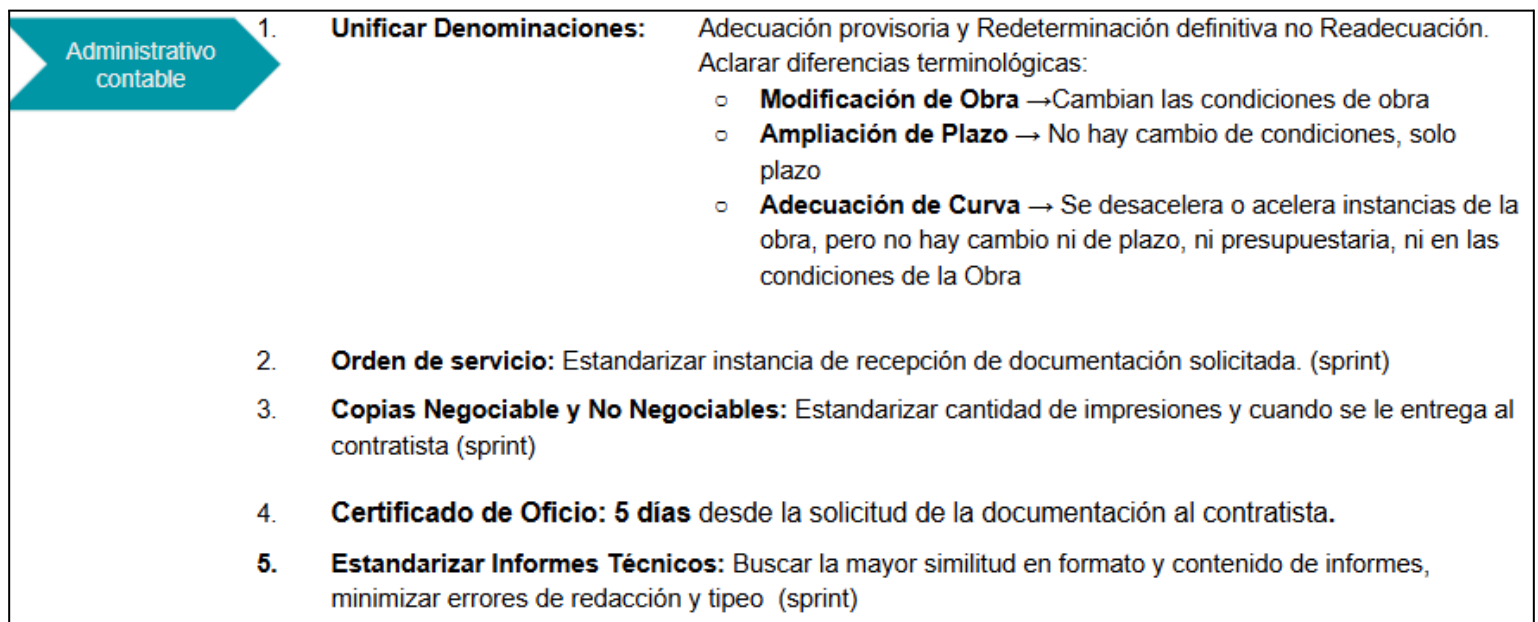 Administrativo
contable
1. Unificar Denominaciones: Adecuación provisoria y Redeterminación definitiva no Readecuación.
Aclarar diferencias terminológicas:
○ Modificación de Obra →Cambian las condiciones de obra
○ Ampliación de Plazo → No hay cambio de condiciones, solo
plazo
○ Adecuación de Curva → Se desacelera o acelera instancias de la
obra, pero no hay cambio ni de plazo, ni presupuestaria, ni en las
condiciones de la Obra
2. Orden de servicio: Estandarizar instancia de recepción de documentación solicitada. (sprint)
3. Copias Negociable y No Negociables: Estandarizar cantidad de impresiones y cuando se le entrega al
contratista (sprint)
4. Certificado de Oficio: 5 días desde la solicitud de la documentación al contratista.
5. Estandarizar Informes Técnicos: Buscar la mayor similitud en formato y contenido de informes,
minimizar errores de redacción y tipeo (sprint)